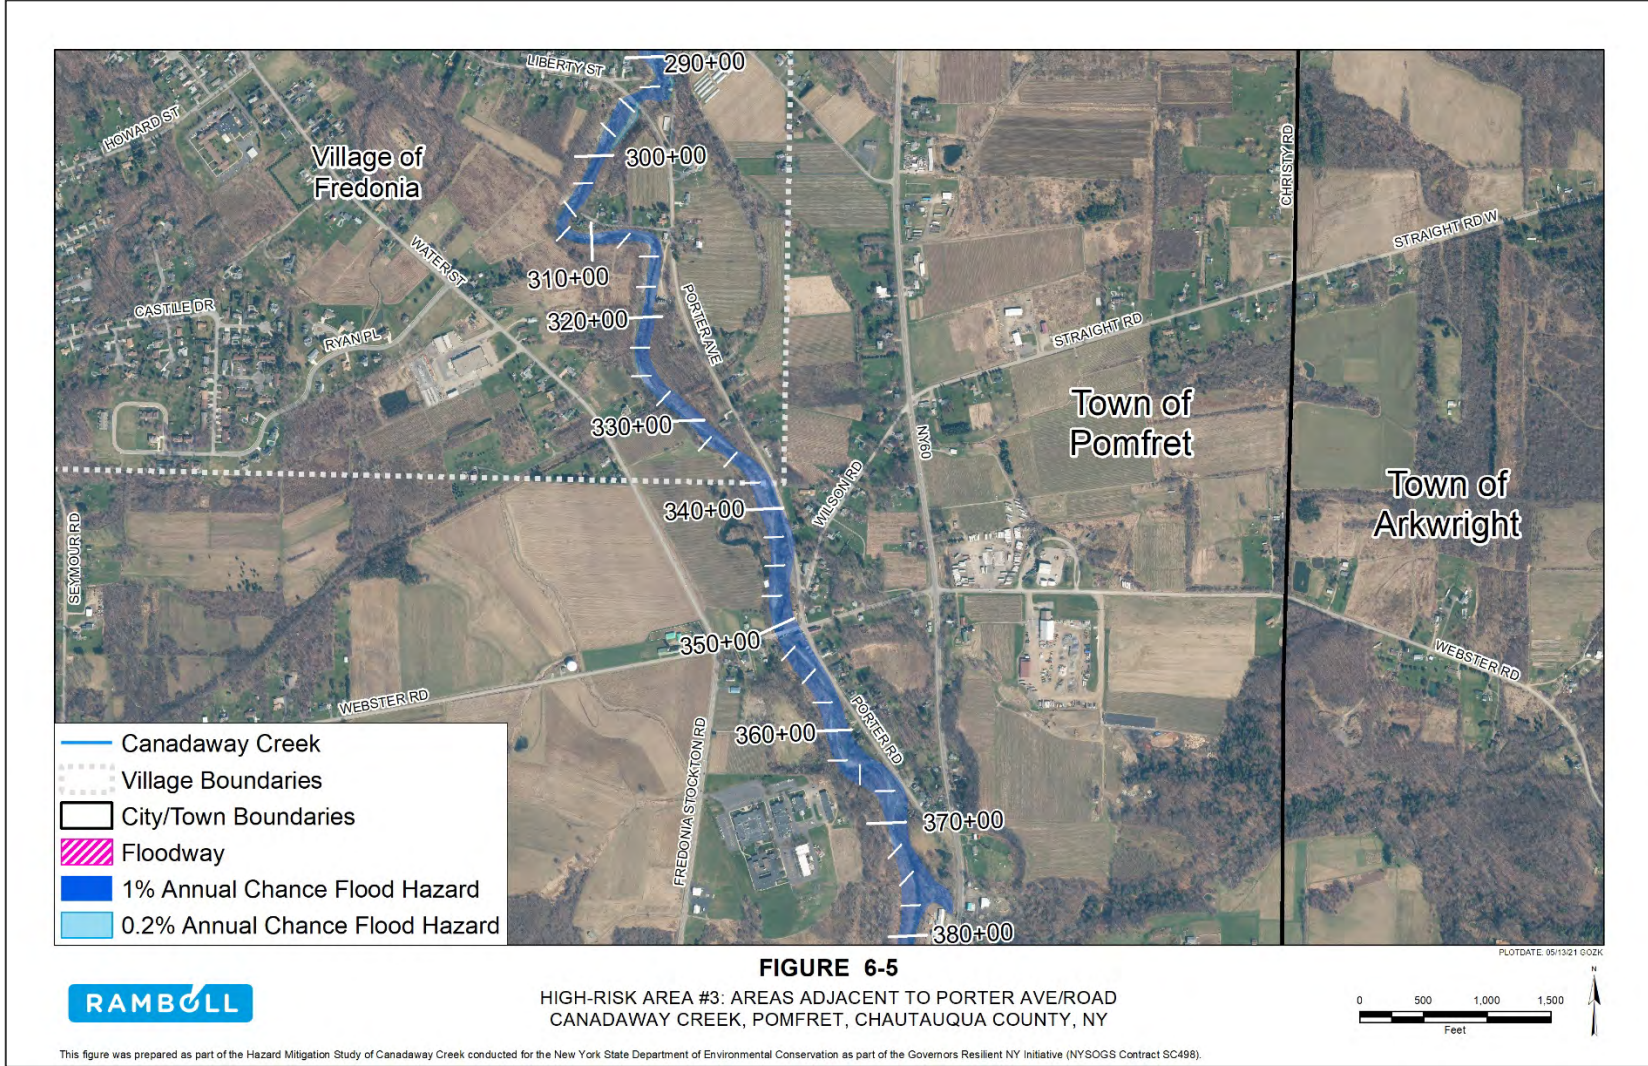 LIBERTY ST
290+00
HOWARD ST
300+00
Village of
Fredonia
CHRISTY RD
STRAIGHT RD W
WATER ST
310+00
CASTILE DR
320+00
PORTER AVE
RYAN PL
STRAIGHT RD
Town of
Pomfret
330+00
NY60
WILSON RD
340+00
Town of
Arkwright
SEYMOUR RD
350+00
WEBSTER RD
WEBSTER RD
PORTER RD
360+00
FREDONIA STOCKTON RD
370+00
380+00
Canadaway Creek
Village Boundaries
City/Town Boundaries
Floodway
1% Annual Chance Flood Hazard
0.2% Annual Chance Flood Hazard
PLOTDATE: 05/13/21 GOZK
FIGURE 6-5
HIGH-RISK AREA #3: AREAS ADJACENT TO PORTER AVE/ROAD
CANADAWAY CREEK, POMFRET, CHAUTAUQUA COUNTY, NY
RAMBOLL
0 500 1,000 1,500
Feet
N
This figure was prepared as part of the Hazard Mitigation Study of Canadaway Creek conducted for the New York State Department of Environmental Conservation as part of the Governors Resilient NY Initiative (NYSOGS Contract SC498).